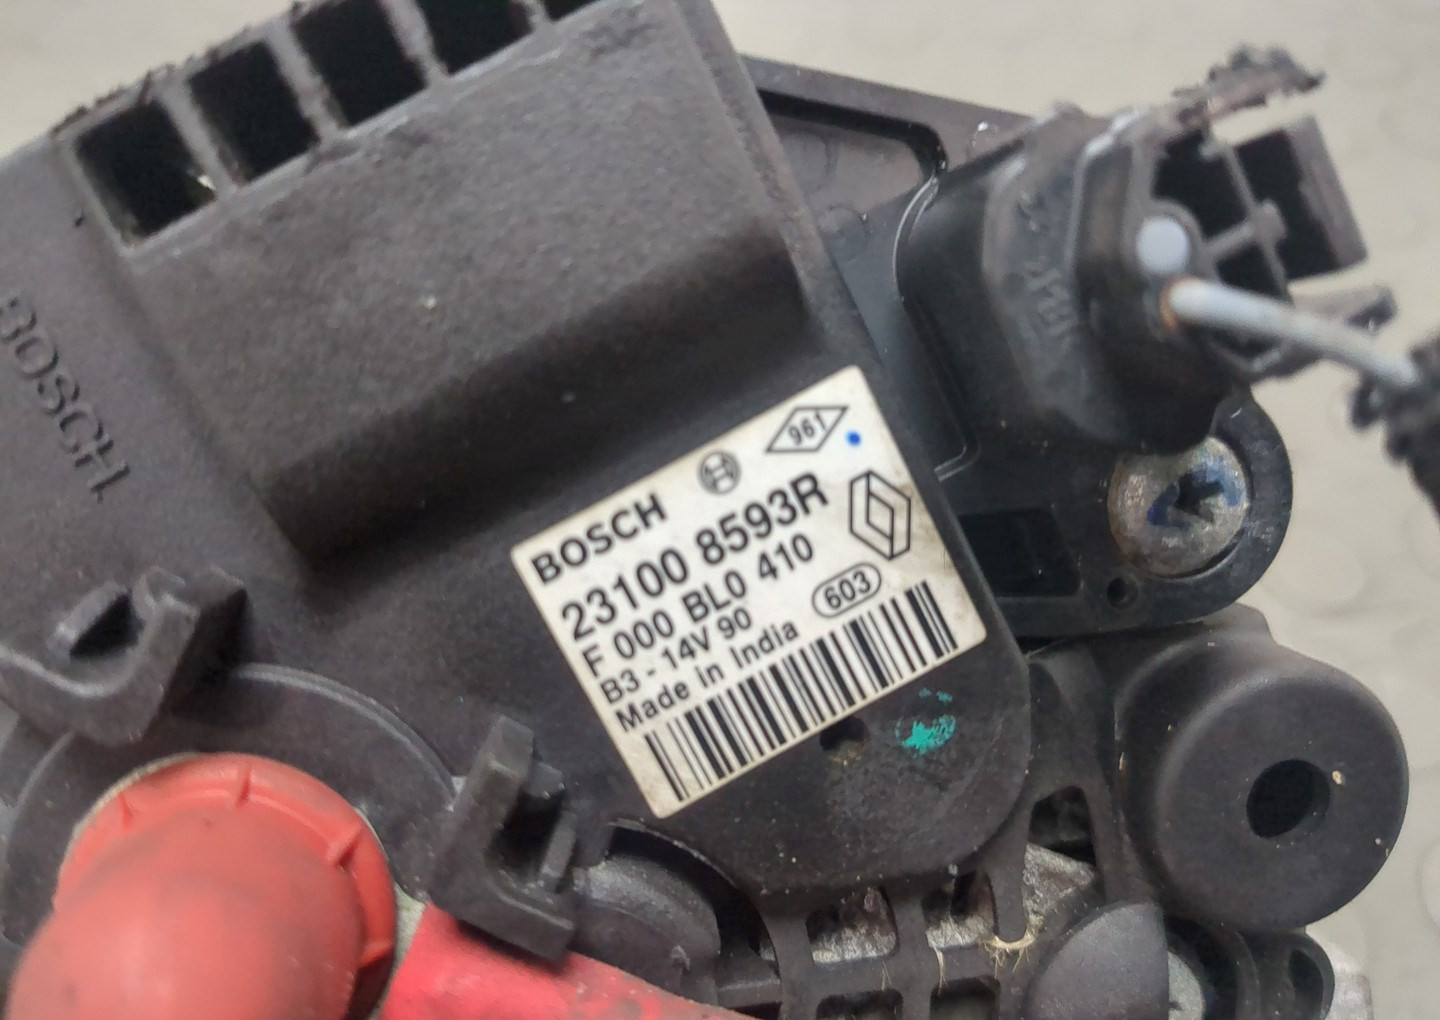 BOSCH
961
BOSCH
23100 8593R
F 000 BL0 410
B3 - 14V 90
603
Made in India